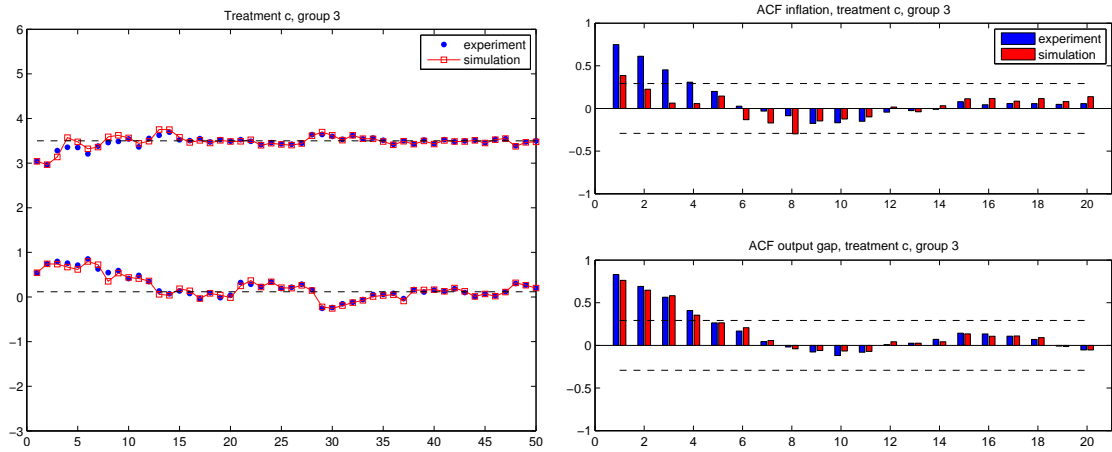 Treatment c, group 3
experiment
simulation
6
5
4
3
2
1
0
−1
−2
−3
0 5 10 15 20 25 30 35 40 45 50
ACF inflation, treatment c, group 3
experiment
simulation
1
0.5
0
−0.5
−1
0 2 4 6 8 10 12 14 16 18 20
ACF output gap, treatment c, group 3
1
0.5
0
−0.5
−1
0 2 4 6 8 10 12 14 16 18 20